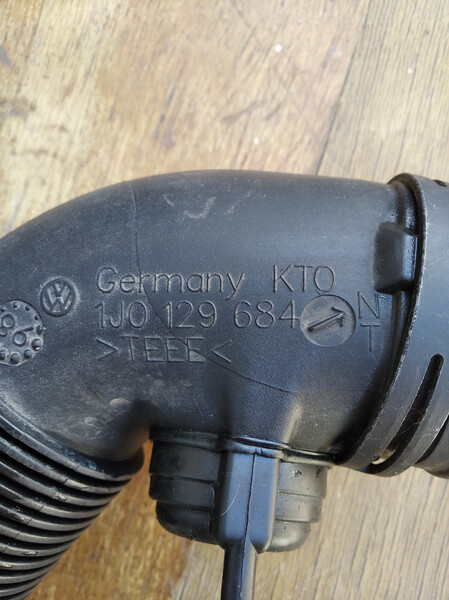 Germany KTO
1J0 129 684 N
T
>TEEE<